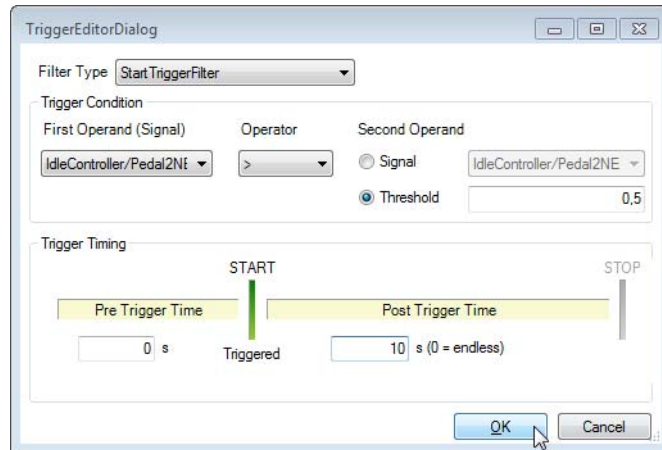 TriggerEditorDialog
Filter Type StartTriggerFilter
Trigger Condition
First Operand (Signal) Operator Second Operand
IdleController/Pedal2NE > Signal IdleController/Pedal2NE
Threshold 0,5
Trigger Timing
START STOP
Pre Trigger Time Post Trigger Time
0 s Triggered 10 s (0 = endless)
OK Cancel